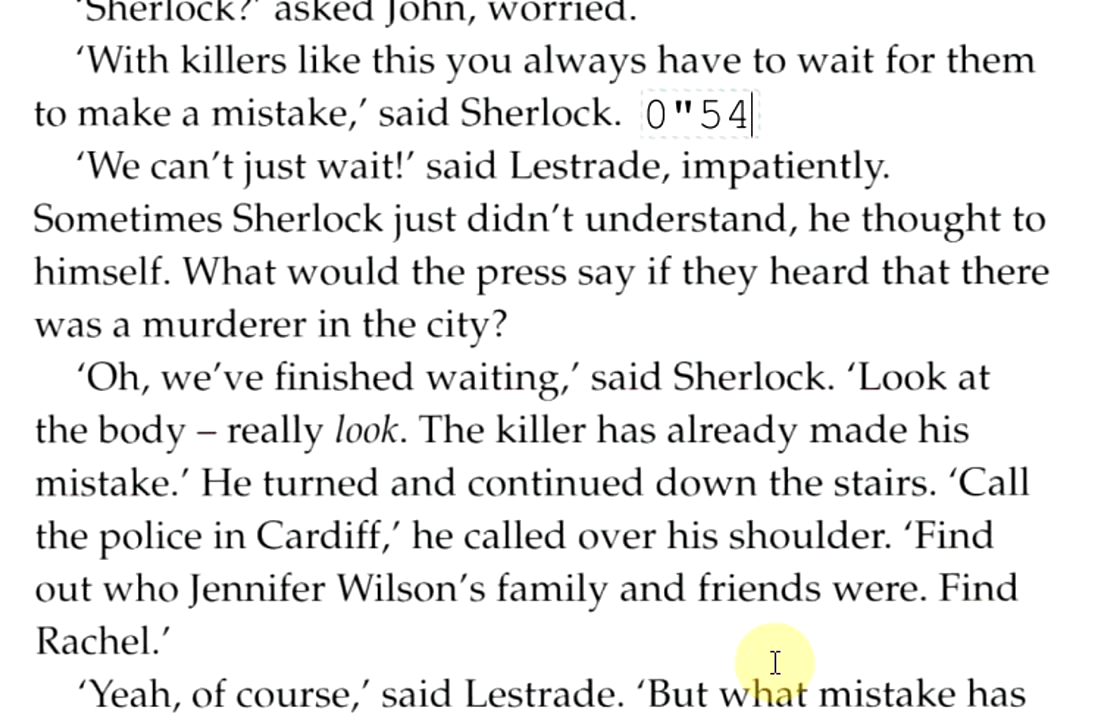 ‘Sherlock?’ asked John, worried.
‘With killers like this you always have to wait for them
to make a mistake,’ said Sherlock. 0"54
‘We can’t just wait!’ said Lestrade, impatiently.
Sometimes Sherlock just didn’t understand, he thought to
himself. What would the press say if they heard that there
was a murderer in the city?
‘Oh, we’ve finished waiting,’ said Sherlock. ‘Look at
the body – really look. The killer has already made his
mistake.’ He turned and continued down the stairs. ‘Call
the police in Cardiff,’ he called over his shoulder. ‘Find
out who Jennifer Wilson’s family and friends were. Find
Rachel.’
‘Yeah, of course,’ said Lestrade. ‘But what mistake has